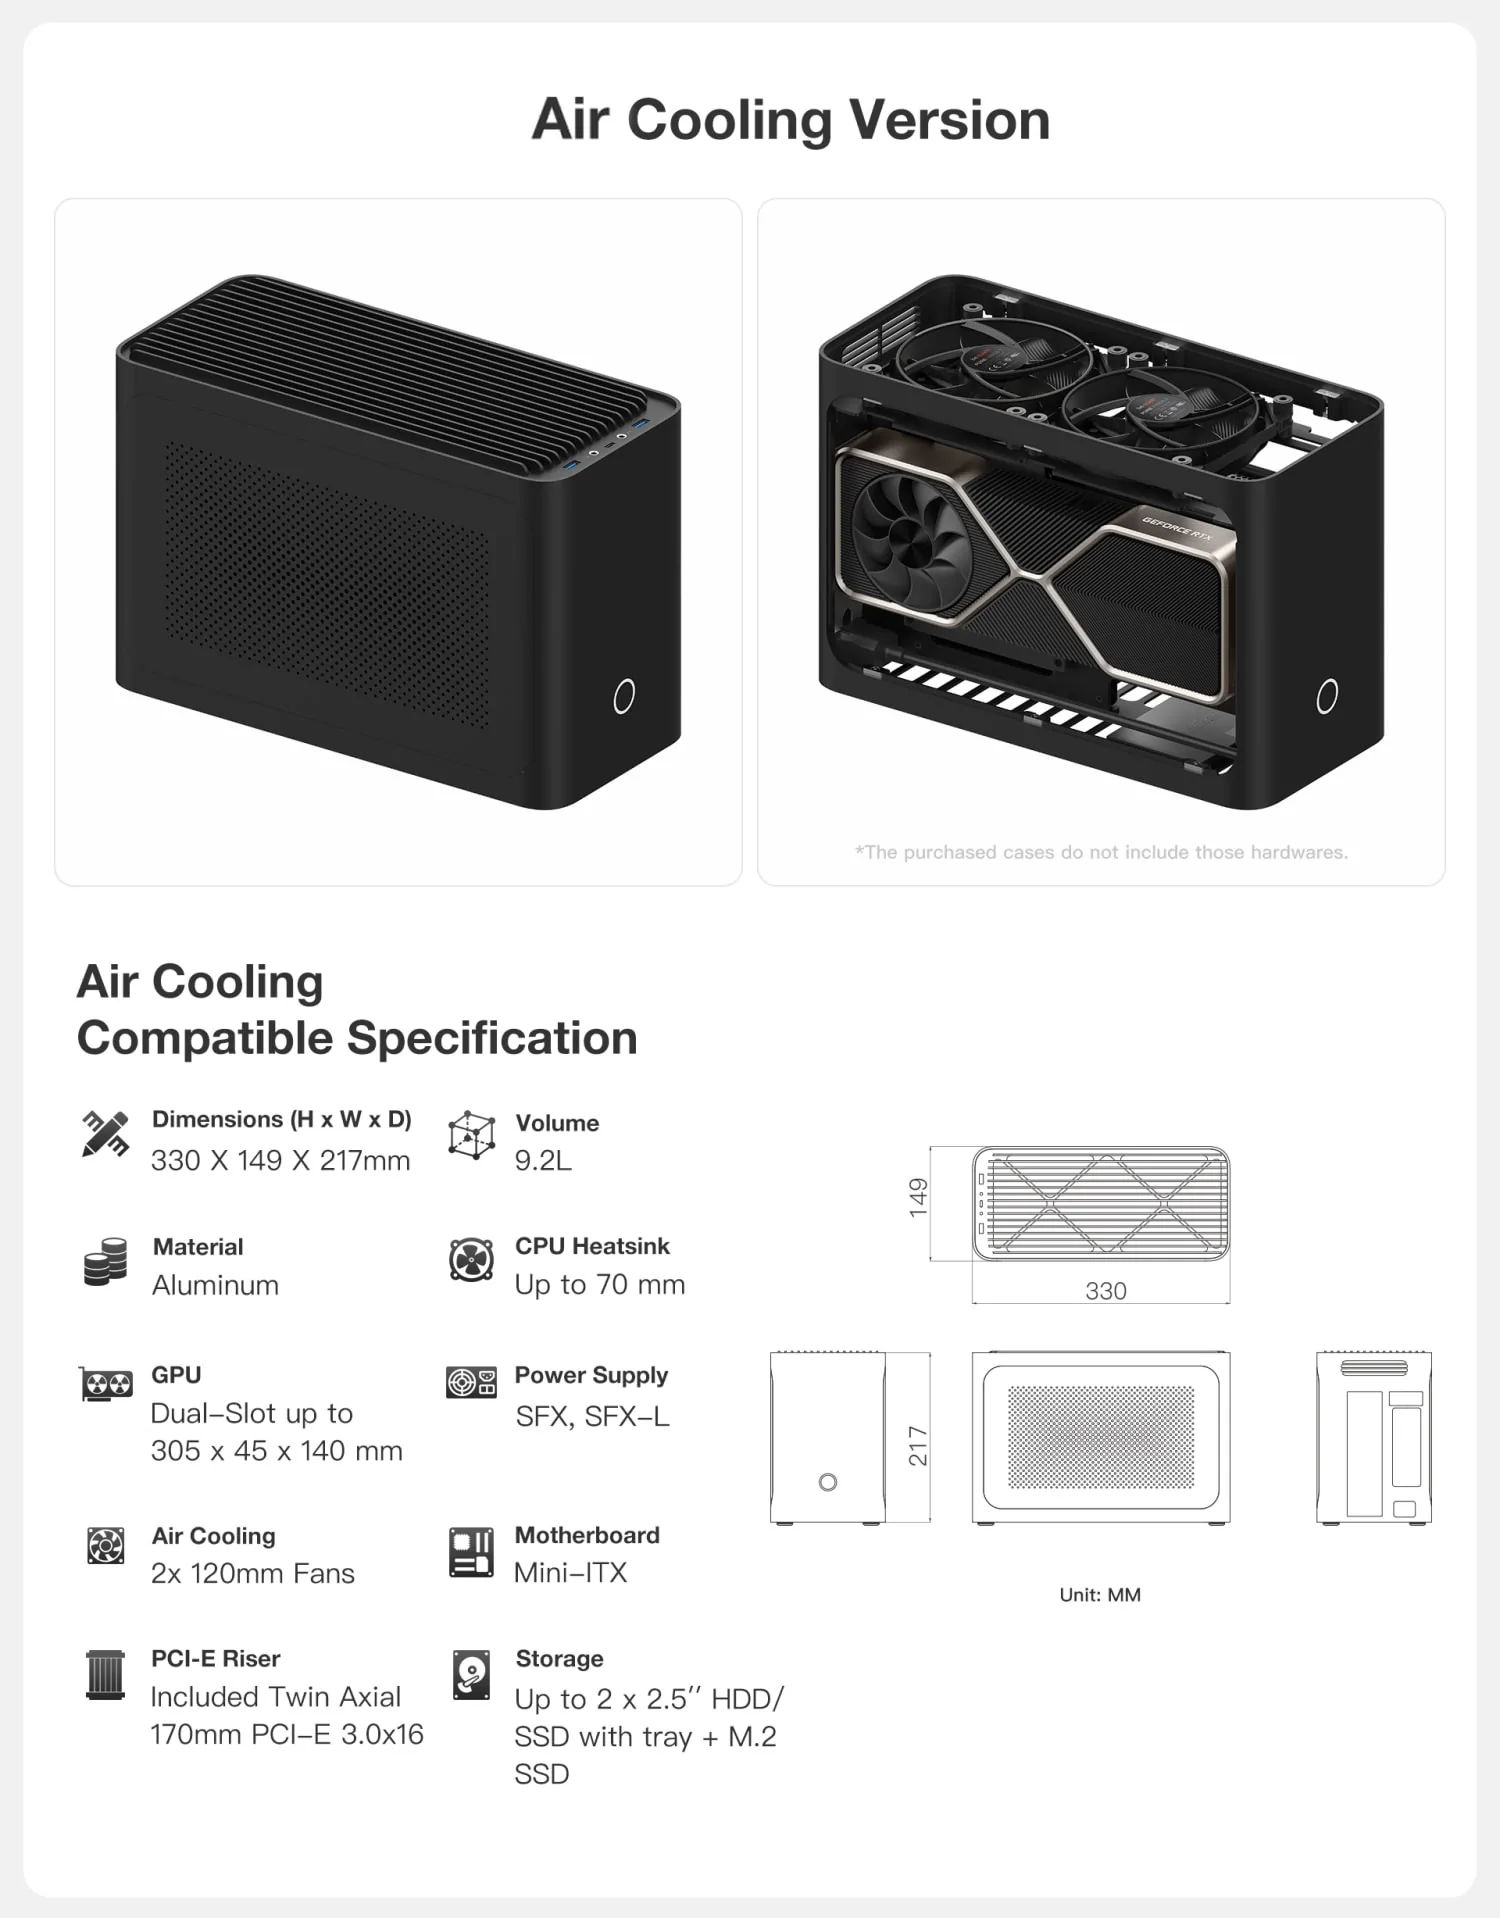 Air Cooling Version
GEFORCE RTX
*The purchased cases do not include those hardwares.
Air Cooling
Compatible Specification
Dimensions (H x W x D)
330 X 149 X 217mm
Volume
9.2L
Material
Aluminum
CPU Heatsink
Up to 70 mm
GPU
Dual-Slot up to
305 x 45 x 140 mm
Power Supply
SFX, SFX-L
Air Cooling
2x 120mm Fans
Motherboard
Mini-ITX
PCI-E Riser
Included Twin Axial
170mm PCI-E 3.0x16
Storage
Up to 2 x 2.5’’ HDD/
SSD with tray + M.2
SSD
149
330
217
Unit: MM